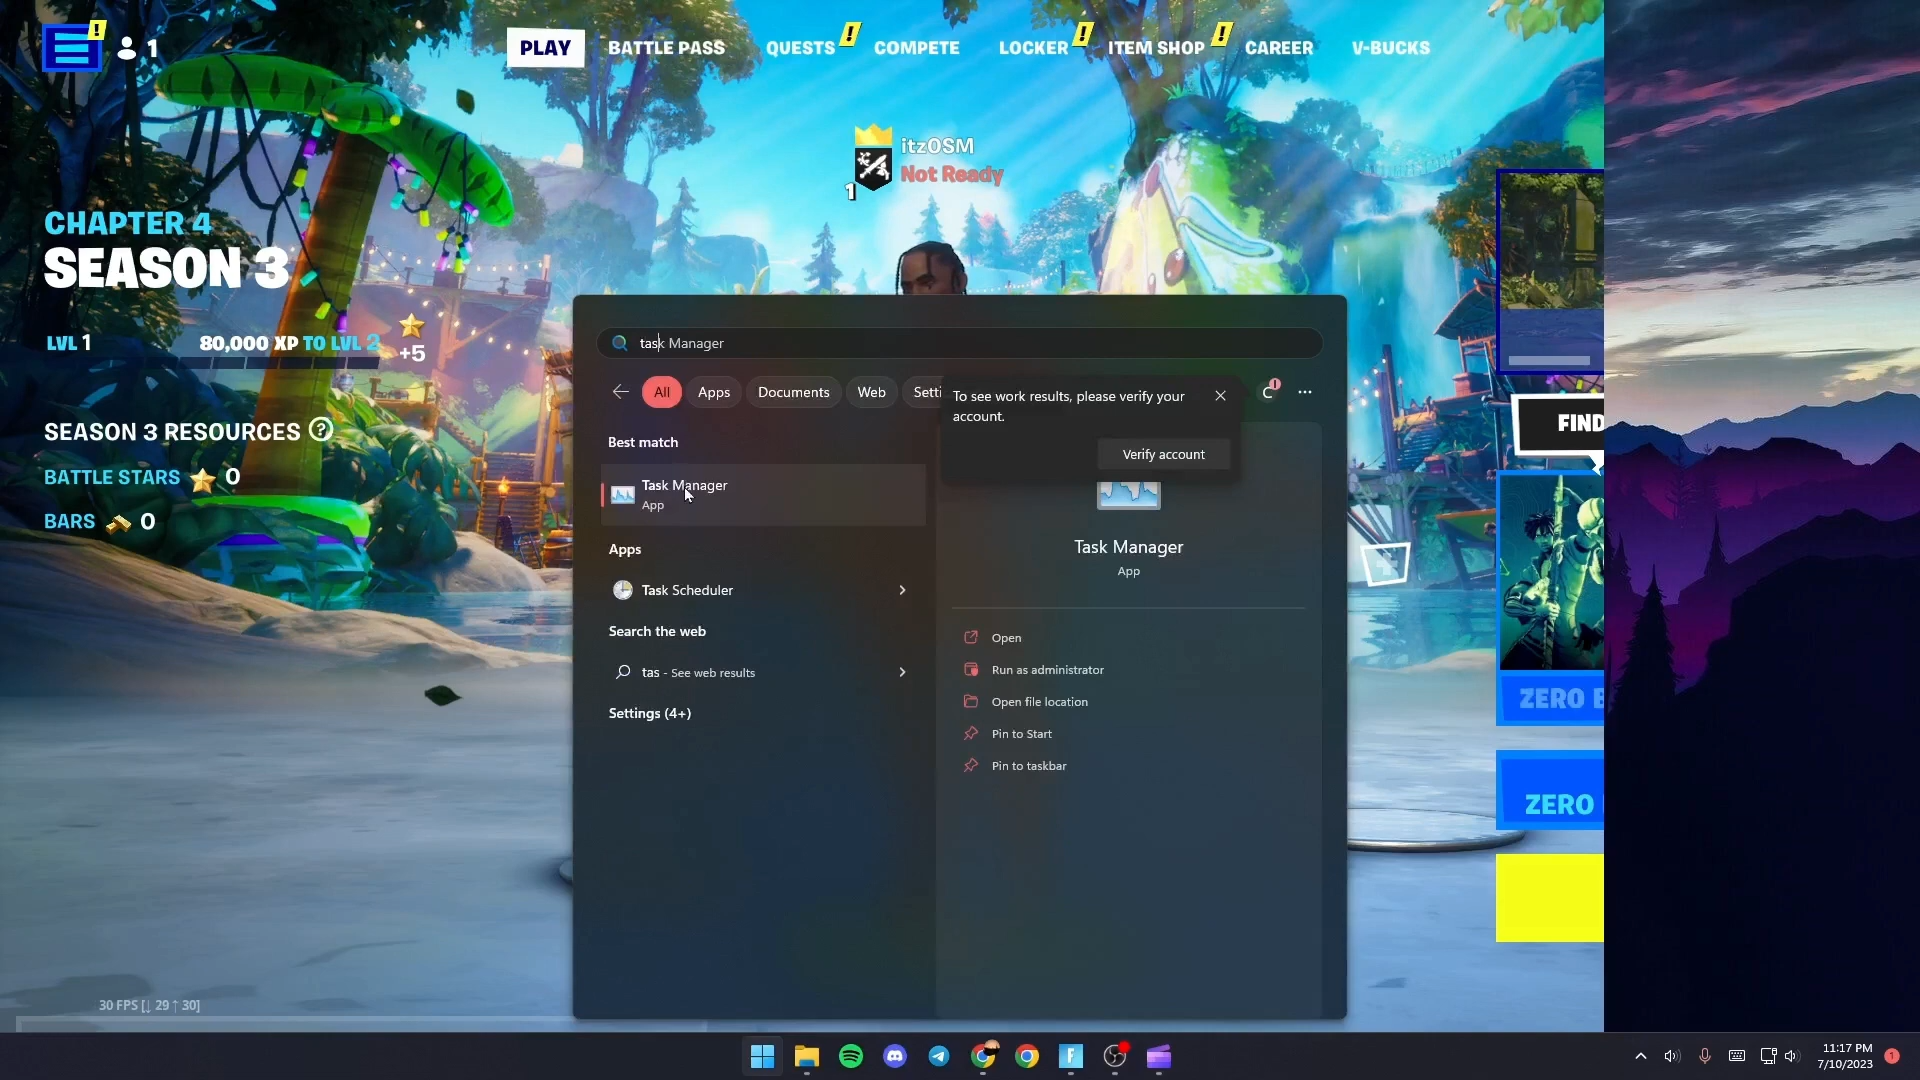 !
1
PLAY
BATTLE PASS
QUESTS !
COMPETE
LOCKER !
ITEM SHOP !
CAREER
V-BUCKS
itzOSM
Not Ready
1
CHAPTER 4
SEASON 3
LVL 1
80,000 XP TO LVL 2
+5
SEASON 3 RESOURCES ?
BATTLE STARS 0
BARS 0
task Manager
All
Apps
Documents
Web
Setti
To see work results, please verify your
account.
Verify account
C
!
Best match
Task Manager
App
Apps
Task Scheduler
Search the web
tas - See web results
Settings (4+)
Task Manager
App
Open
Run as administrator
Open file location
Pin to Start
Pin to taskbar
FIND
ZERO B
ZERO
30 FPS [↓ 29 ↑ 30]
F
11:17 PM
7/10/2023
1